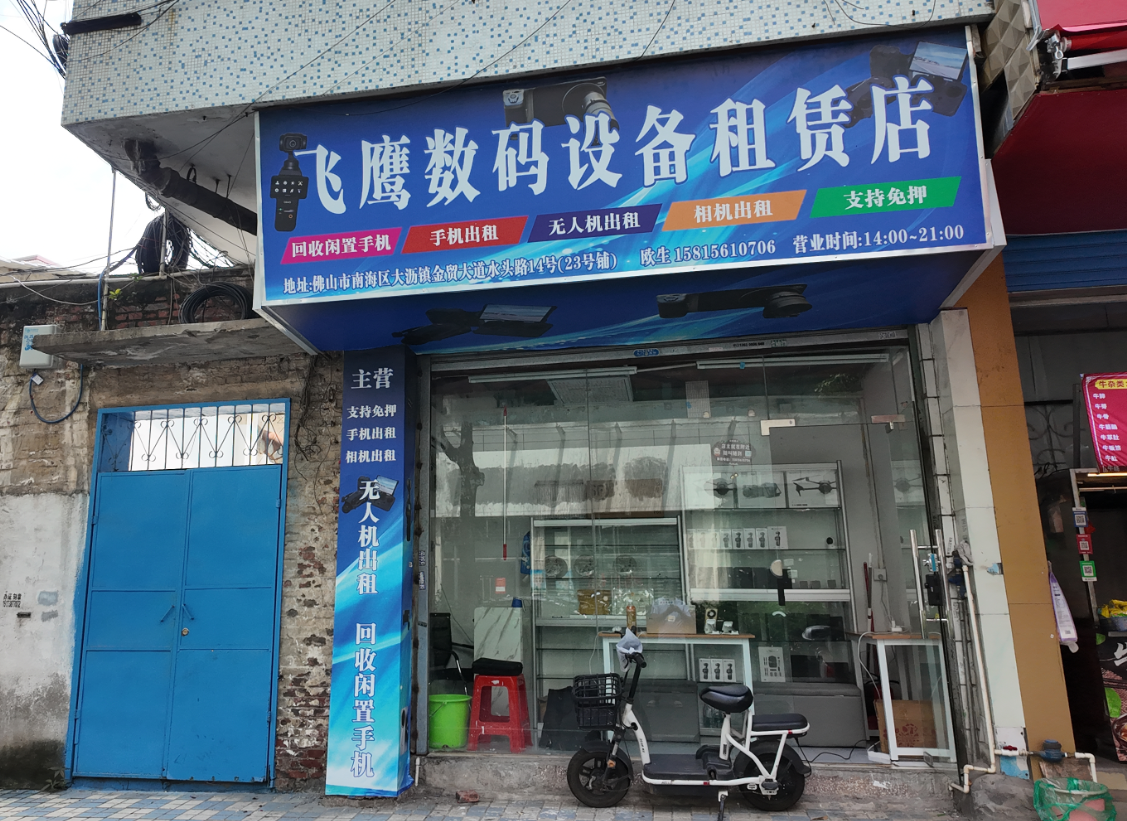 飞鹰数码设备租赁店
回收闲置手机 手机出租 无人机出租 相机出租 支持免押
地址:佛山市南海区大沥镇金贸大道水头路14号(23号铺) 欧生 15815610706 营业时间:14:00~21:00
主营
支持免押
手机出租
相机出租
无人机出租
回收闲置手机